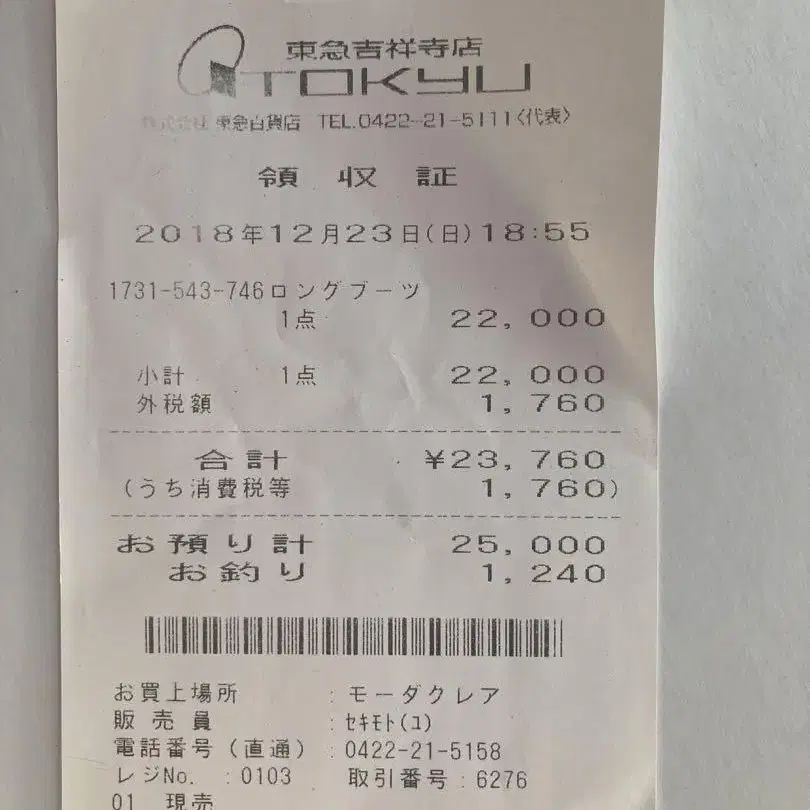 東急吉祥寺店
TOKYU
株式会社 東急百貨店 TEL.0422-21-5111〈代表〉
領収証
2018年12月23日(日)18:55
1731-543-746ロングブーツ
1点 22,000
小計 1点 22,000
外税額 1,760
合計 ¥23,760
(うち消費税等 1,760)
お預り計 25,000
お釣り 1,240
お買上場所 : モーダクレア
販売員 : ｾｷﾓﾄ(ﾕ)
電話番号(直通) : 0422-21-5158
レジNo. : 0103 取引番号 : 6276
01 現売